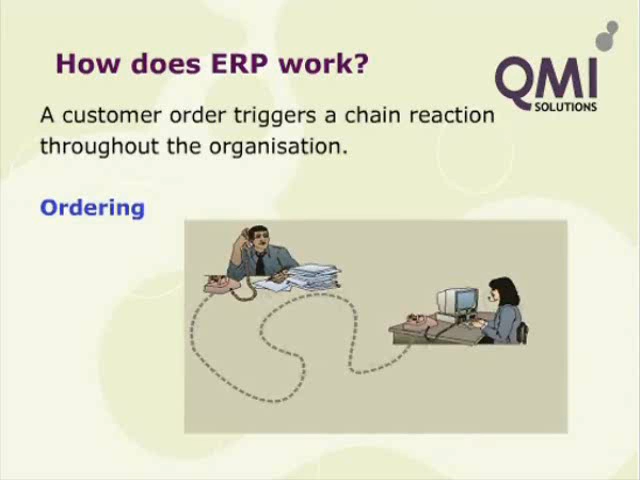 How does ERP work?
QMI
SOLUTIONS
A customer order triggers a chain reaction
throughout the organisation.
Ordering